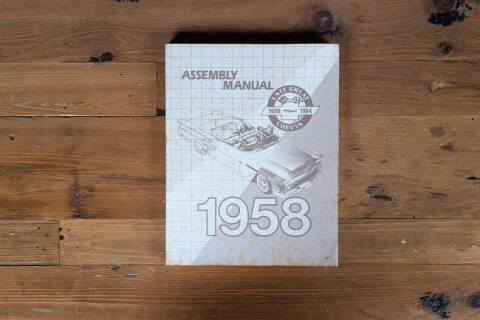 ASSEMBLY
MANUAL
LATE GREAT
1958 1964
CHEVYS
1958